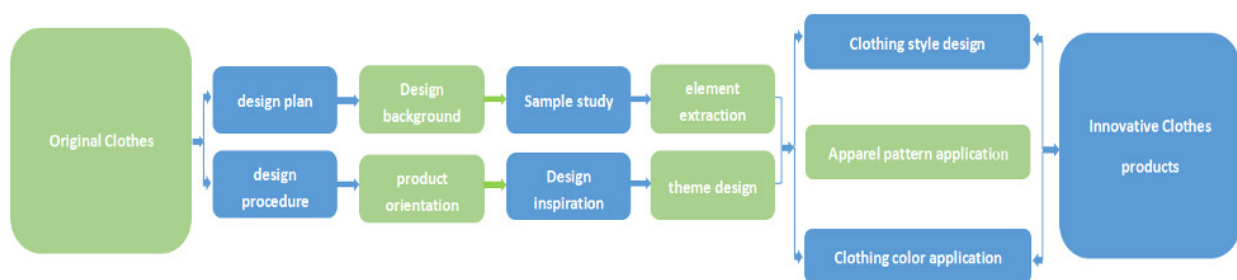 Original Clothes
design plan
Design
background
Sample study
element
extraction
design
procedure
product
orientation
Design
inspiration
theme design
Clothing style design
Apparel pattern application
Clothing color application
Innovative Clothes
products